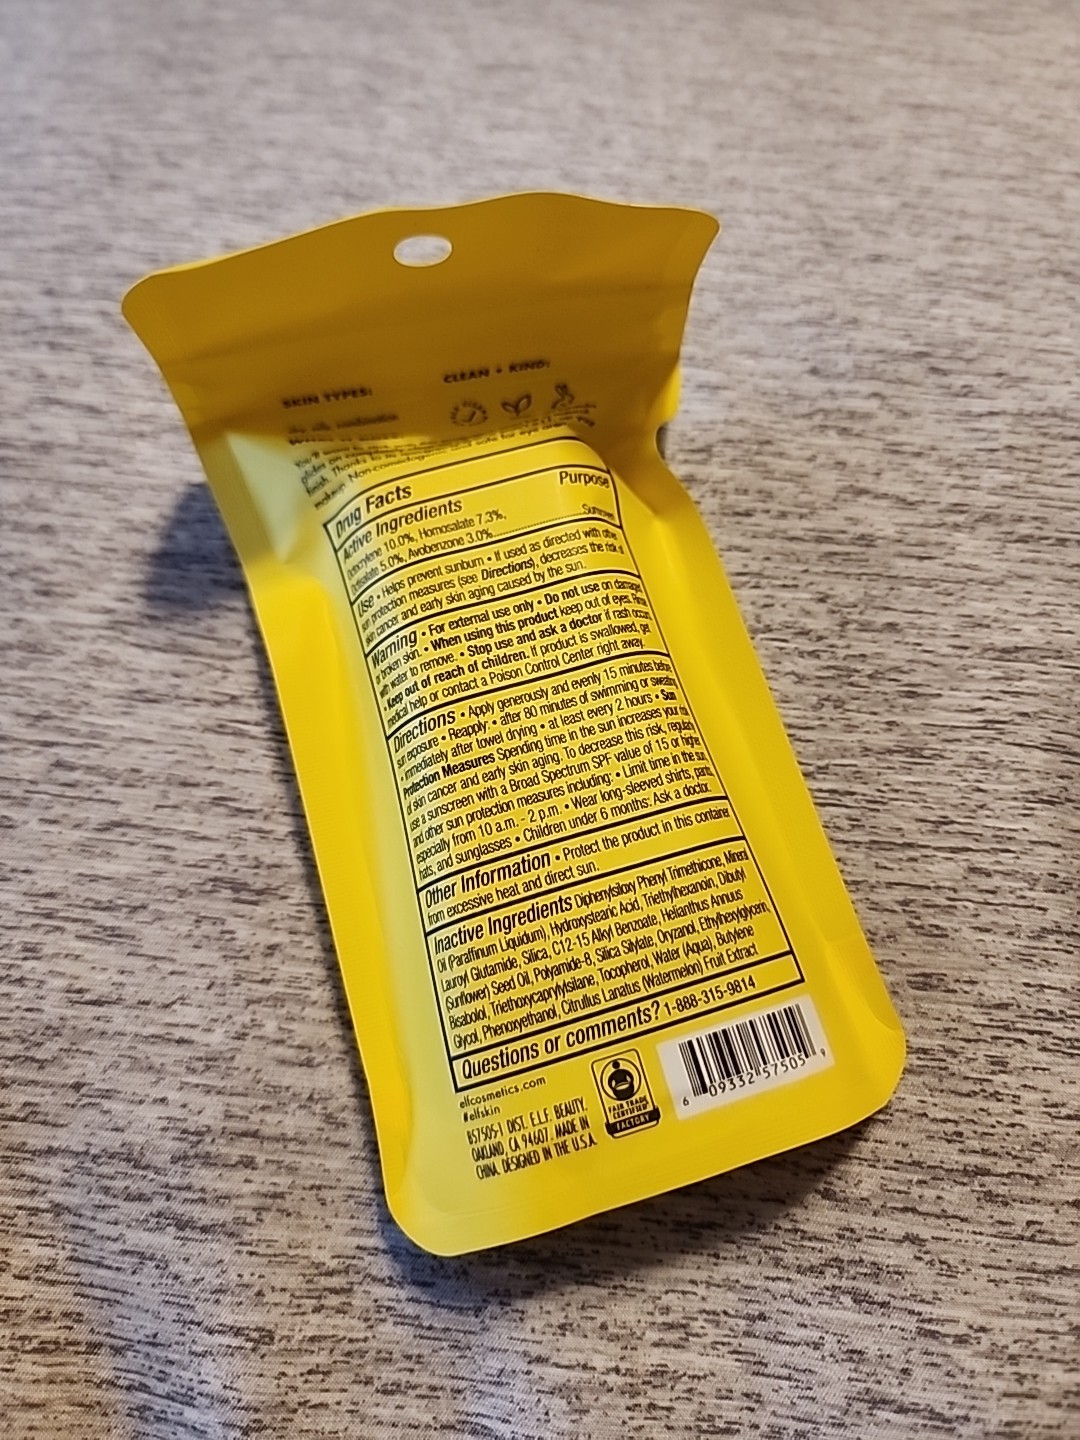 SKIN TYPES:
CLEAN + KIND:
finish. Thanks to its
makeup. Non-comedogenic and safe for eye
Drug Facts
Active Ingredients Purpose
10.0%, Homosalate 7.3%,
5.0%, Avobenzone 3.0%..............................Sunscreen
Use • Helps prevent sunburn • If used as directed with other
sun protection measures (see Directions), decreases the risk of
skin cancer and early skin aging caused by the sun.
Warning • For external use only • Do not use on damaged
or broken skin. • When using this product keep out of eyes. Rinse
with water to remove. • Stop use and ask a doctor if rash occurs.
• Keep out of reach of children. If product is swallowed, get
medical help or contact a Poison Control Center right away.
Directions • Apply generously and evenly 15 minutes before
sun exposure • Reapply: • after 80 minutes of swimming or sweating
• immediately after towel drying • at least every 2 hours • Sun
Protection Measures Spending time in the sun increases your risk
of skin cancer and early skin aging. To decrease this risk, regularly
use a sunscreen with a Broad Spectrum SPF value of 15 or higher
and other sun protection measures including: • Limit time in the sun,
especially from 10 a.m. - 2 p.m. • Wear long-sleeved shirts, pants,
hats, and sunglasses • Children under 6 months: Ask a doctor.
Other Information • Protect the product in this container
from excessive heat and direct sun.
Inactive Ingredients Diphenylsiloxy Phenyl Trimethicone, Mineral
Oil (Paraffinum Liquidum), Hydroxystearic Acid, Triethylhexanoin, Dibutyl
Lauroyl Glutamide, Silica, C12-15 Alkyl Benzoate, Helianthus Annuus
(Sunflower) Seed Oil, Polyamide-8, Silica Silylate, Oryzanol, Ethylhexylglycerin,
Bisabolol, Triethoxycaprylylsilane, Tocopherol, Water (Aqua), Butylene
Glycol, Phenoxyethanol, Citrullus Lanatus (Watermelon) Fruit Extract
Questions or comments? 1-888-315-9814
elfcosmetics.com
#elfskin
B57505-1 DIST. E.L.F. BEAUTY.
OAKLAND, CA 94607. MADE IN
CHINA. DESIGNED IN THE U.S.A.
FAIR TRADE
CERTIFIED
FACTORY
6 09332 57505 9